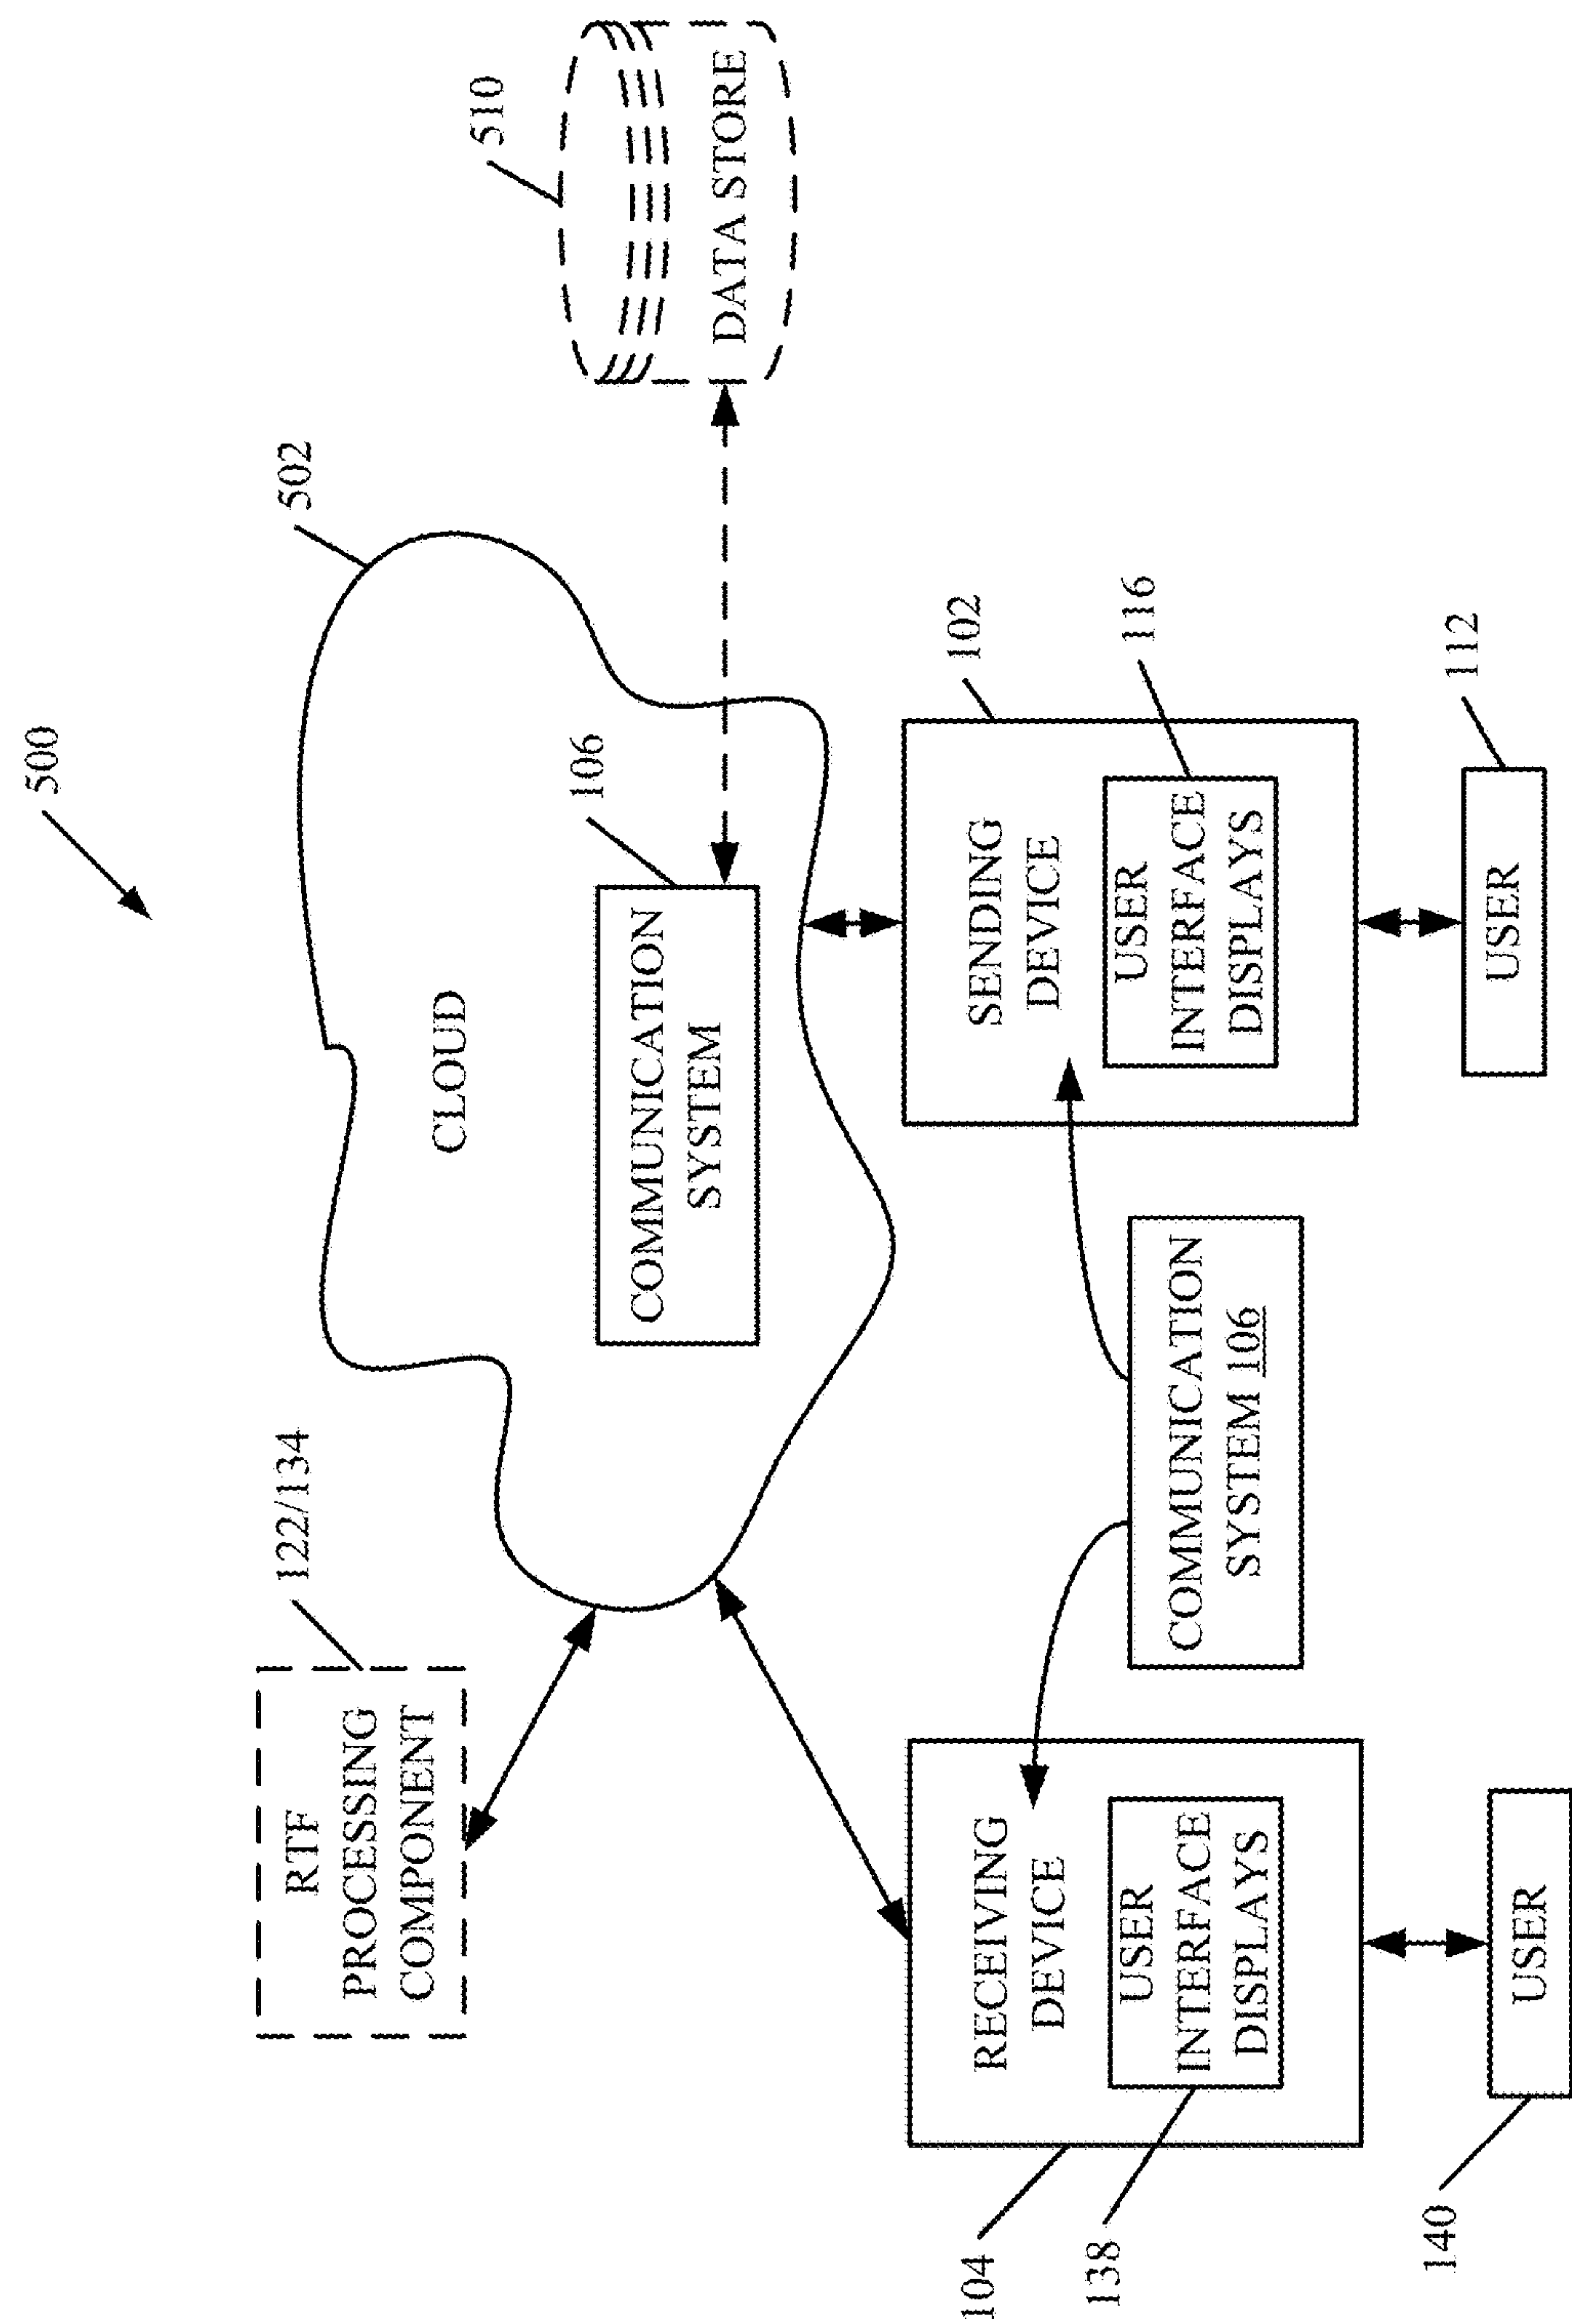 500
122/134
RTF
PROCESSING
COMPONENT
502
CLOUD
106
COMMUNICATION
SYSTEM
510
DATA STORE
104
RECEIVING
DEVICE
138
USER
INTERFACE
DISPLAYS
COMMUNICATION
SYSTEM 106
102
SENDING
DEVICE
116
USER
INTERFACE
DISPLAYS
140
USER
112
USER